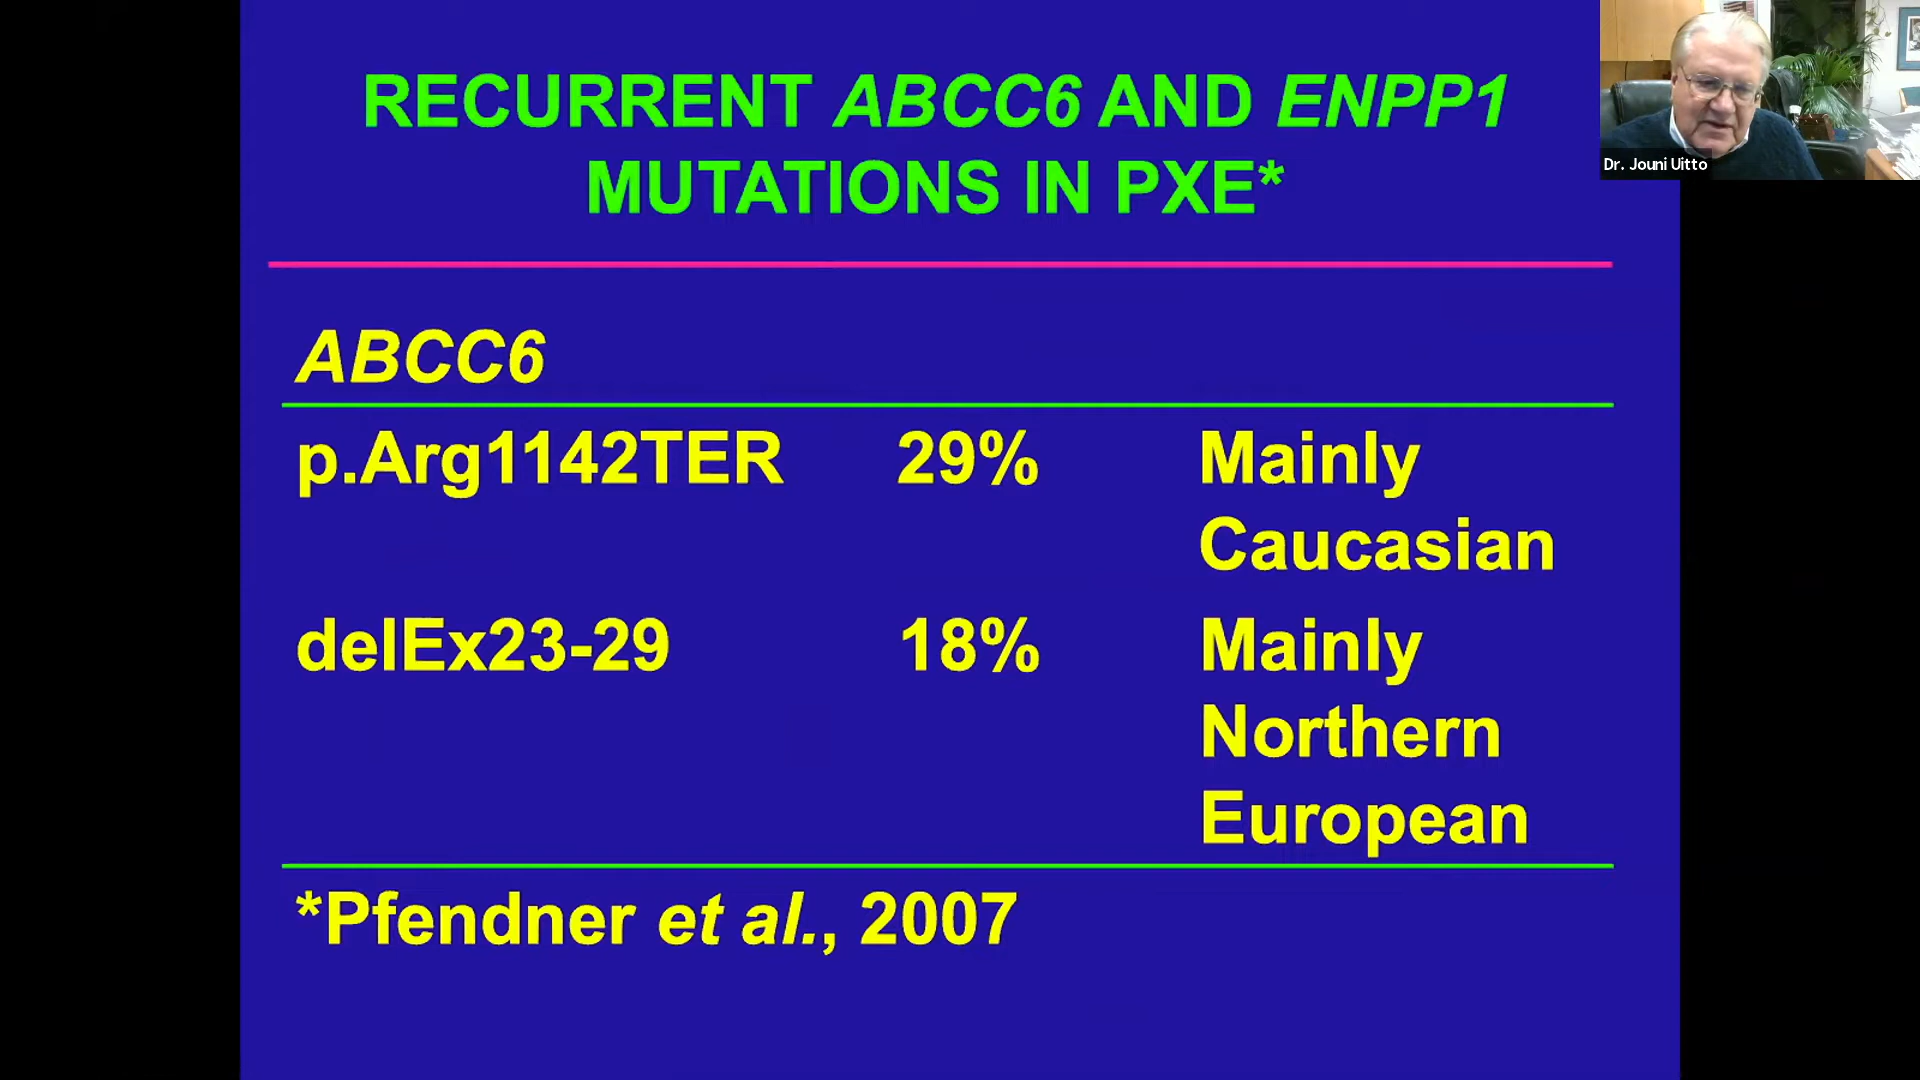 RECURRENT ABCC6 AND ENPP1
MUTATIONS IN PXE*
Dr. Jouni Uitto
ABCC6
p.Arg1142TER 29% Mainly
Caucasian
delEx23-29 18% Mainly
Northern
European
*Pfendner et al., 2007